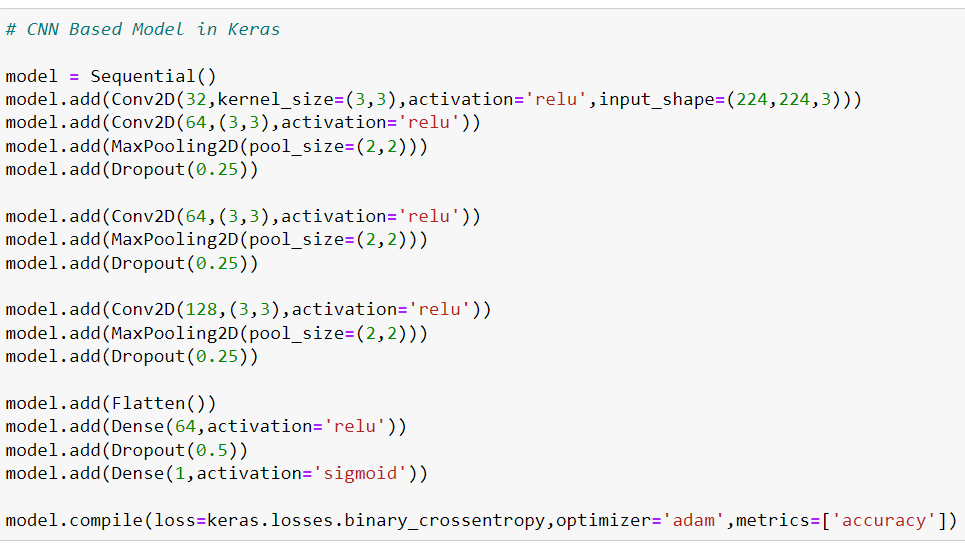 # CNN Based Model in Keras
model = Sequential()
model.add(Conv2D(32,kernel_size=(3,3),activation='relu',input_shape=(224,224,3)))
model.add(Conv2D(64,(3,3),activation='relu'))
model.add(MaxPooling2D(pool_size=(2,2)))
model.add(Dropout(0.25))
model.add(Conv2D(64,(3,3),activation='relu'))
model.add(MaxPooling2D(pool_size=(2,2)))
model.add(Dropout(0.25))
model.add(Conv2D(128,(3,3),activation='relu'))
model.add(MaxPooling2D(pool_size=(2,2)))
model.add(Dropout(0.25))
model.add(Flatten())
model.add(Dense(64,activation='relu'))
model.add(Dropout(0.5))
model.add(Dense(1,activation='sigmoid'))
model.compile(loss=keras.losses.binary_crossentropy,optimizer='adam',metrics=['accuracy'])